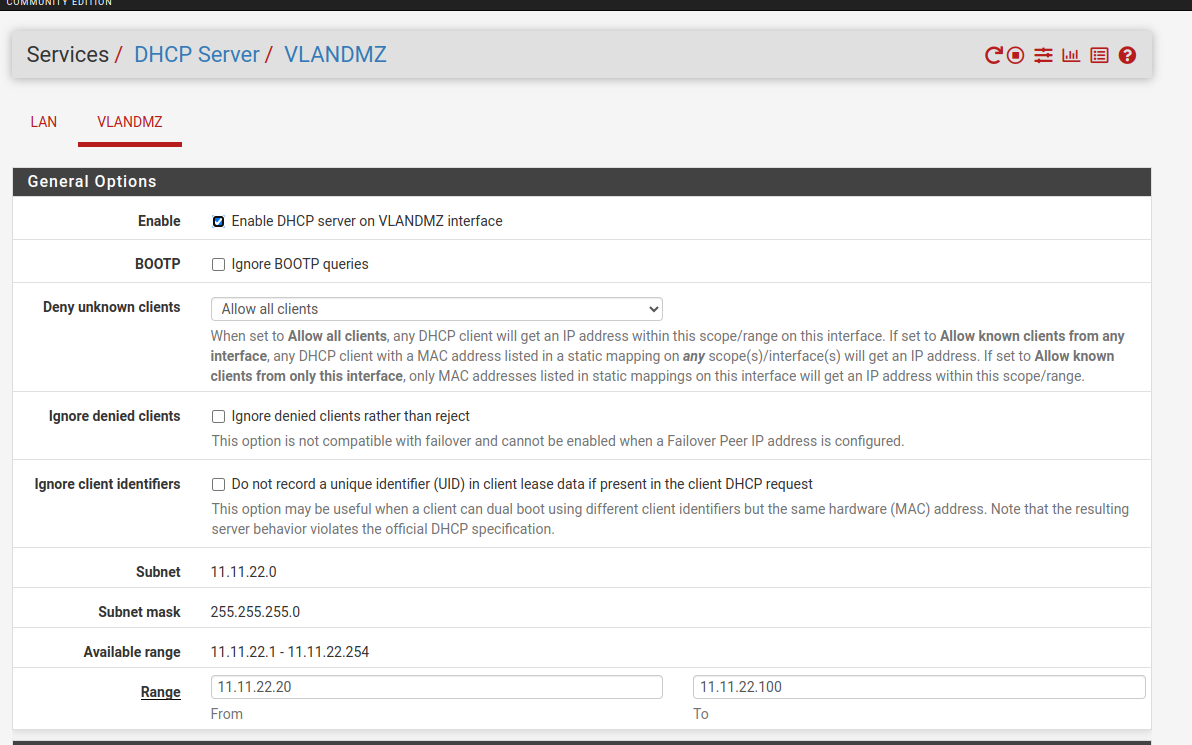 COMMUNITY EDITION
Services / DHCP Server / VLANDMZ
LAN VLANDMZ
General Options
Enable Enable DHCP server on VLANDMZ interface
BOOTP Ignore BOOTP queries
Deny unknown clients Allow all clients
When set to Allow all clients, any DHCP client will get an IP address within this scope/range on this interface. If set to Allow known clients from any
interface, any DHCP client with a MAC address listed in a static mapping on any scope(s)/interface(s) will get an IP address. If set to Allow known
clients from only this interface, only MAC addresses listed in static mappings on this interface will get an IP address within this scope/range.
Ignore denied clients Ignore denied clients rather than reject
This option is not compatible with failover and cannot be enabled when a Failover Peer IP address is configured.
Ignore client identifiers Do not record a unique identifier (UID) in client lease data if present in the client DHCP request
This option may be useful when a client can dual boot using different client identifiers but the same hardware (MAC) address. Note that the resulting
server behavior violates the official DHCP specification.
Subnet 11.11.22.0
Subnet mask 255.255.255.0
Available range 11.11.22.1 - 11.11.22.254
Range 11.11.22.20 11.11.22.100
From To